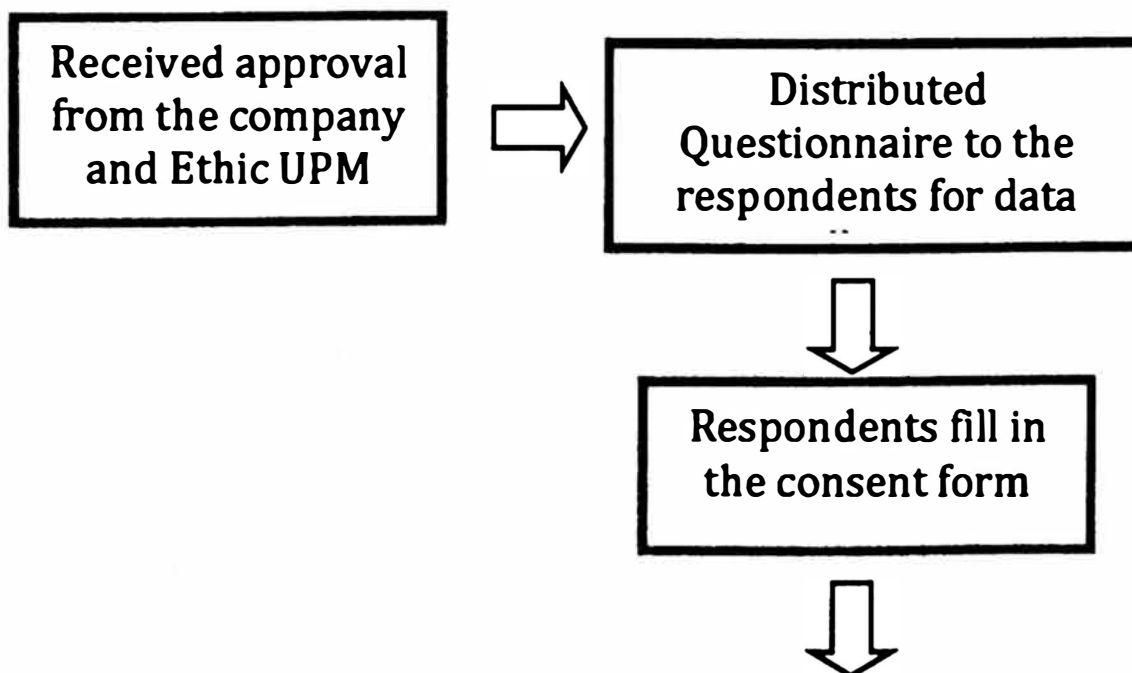 Received approval
from the company
and Ethic UPM
Distributed
Questionnaire to the
respondents for data
Respondents fill in
the consent form